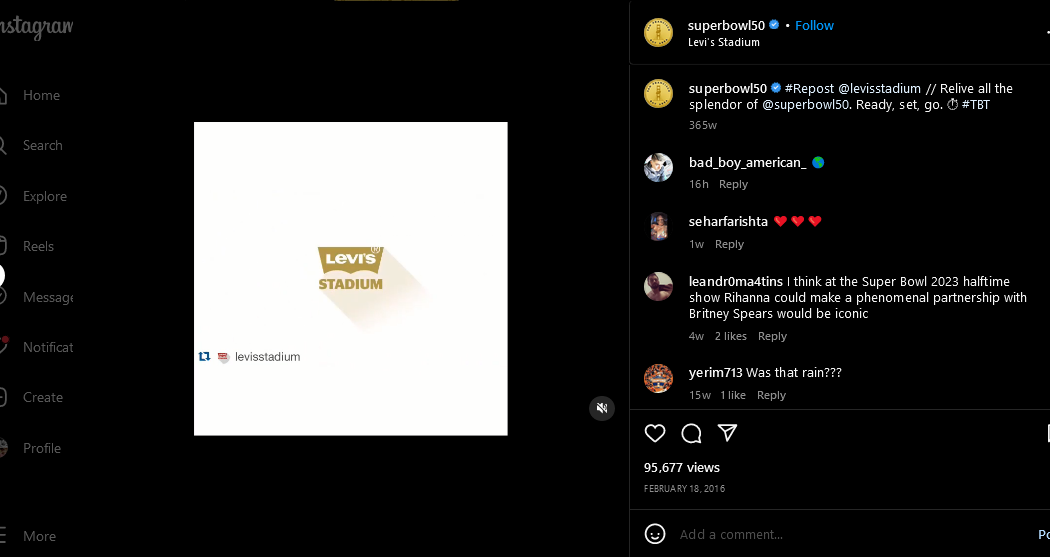 Instagram
Home
Search
Explore
Reels
Message
Notificat
Create
Profile
More
LEVI'S
®
STADIUM
levisstadium
superbowl50 • Follow
Levi's Stadium
superbowl50 #Repost @levisstadium // Relive all the
splendor of @superbowl50. Ready, set, go. ⏱ #TBT
365w
bad_boy_american_ 🌎
16h Reply
seharfarishta ❤️❤️❤️
1w Reply
leandr0ma4tins I think at the Super Bowl 2023 halftime
show Rihanna could make a phenomenal partnership with
Britney Spears would be iconic
4w 2 likes Reply
yerim713 Was that rain???
15w 1 like Reply
95,677 views
FEBRUARY 18, 2016
Add a comment...
Po